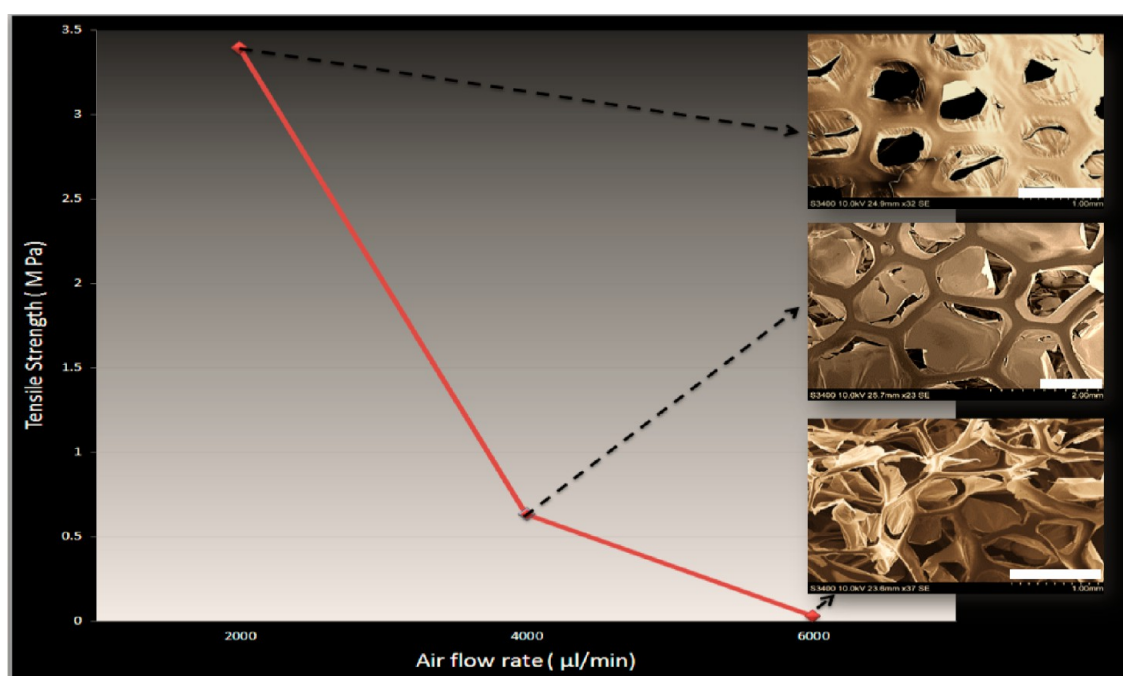 3.5
3
2.5
2
1.5
1
0.5
0
Tensile Strength ( M Pa)
2000
4000
6000
Air flow rate ( µl/min)
S3400 10.0kV 24.9mm x32 SE
1.00mm
S3400 10.0kV 25.7mm x23 SE
2.00mm
S3400 10.0kV 23.6mm x37 SE
1.00mm